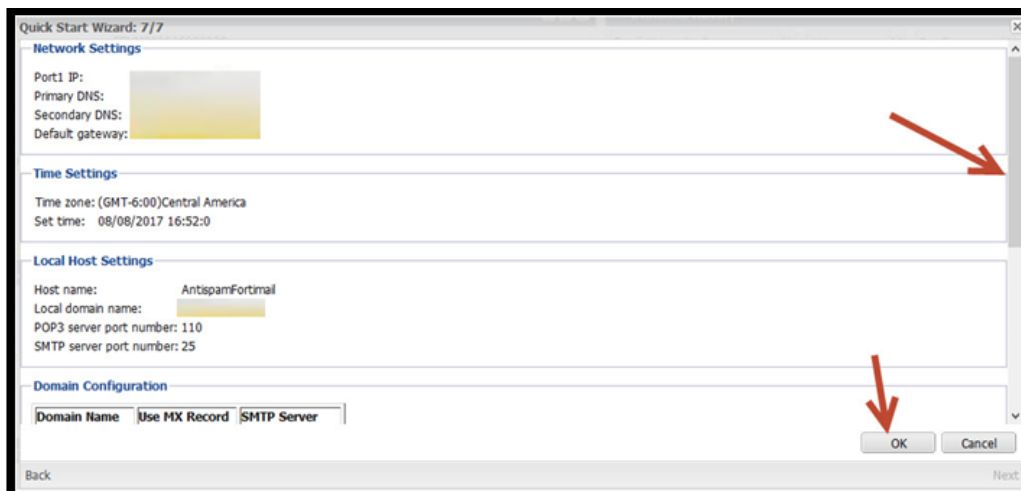 Quick Start Wizard: 7/7
Network Settings
Port1 IP:
Primary DNS:
Secondary DNS:
Default gateway:
Time Settings
Time zone: (GMT-6:00)Central America
Set time: 08/08/2017 16:52:0
Local Host Settings
Host name: AntispamFortimail
Local domain name:
POP3 server port number: 110
SMTP server port number: 25
Domain Configuration
Domain Name Use MX Record SMTP Server
OK Cancel
Back Next